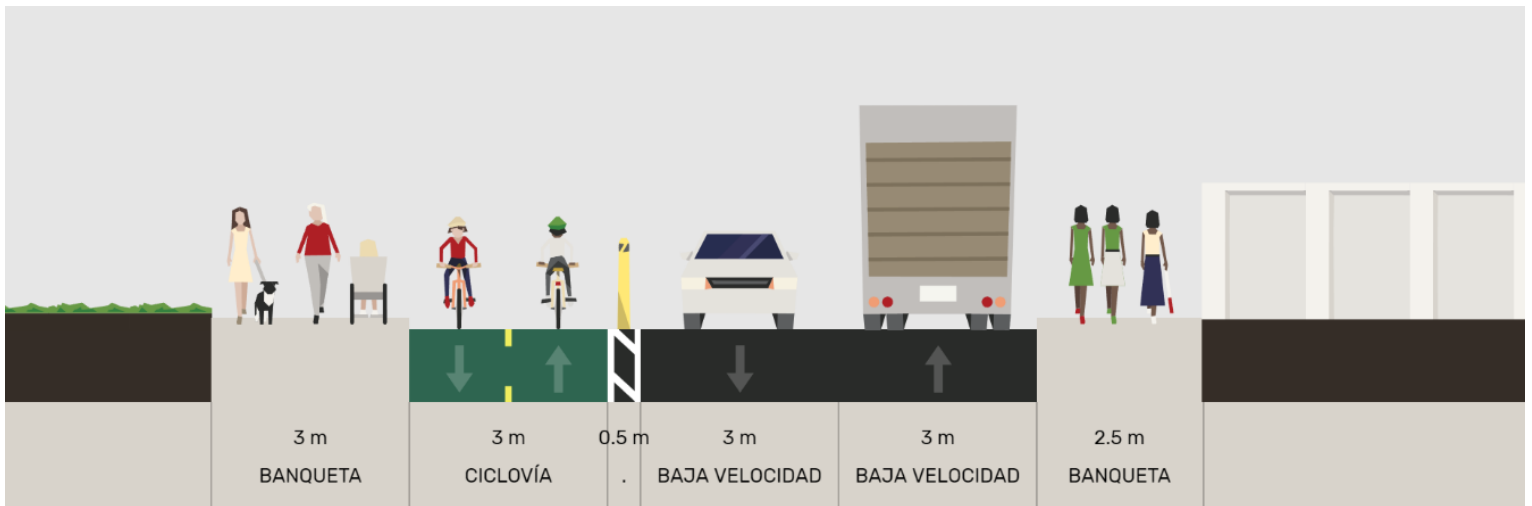 3 m
BANQUETA
3 m
CICLOVÍA
0.5 m
.
3 m
BAJA VELOCIDAD
3 m
BAJA VELOCIDAD
2.5 m
BANQUETA